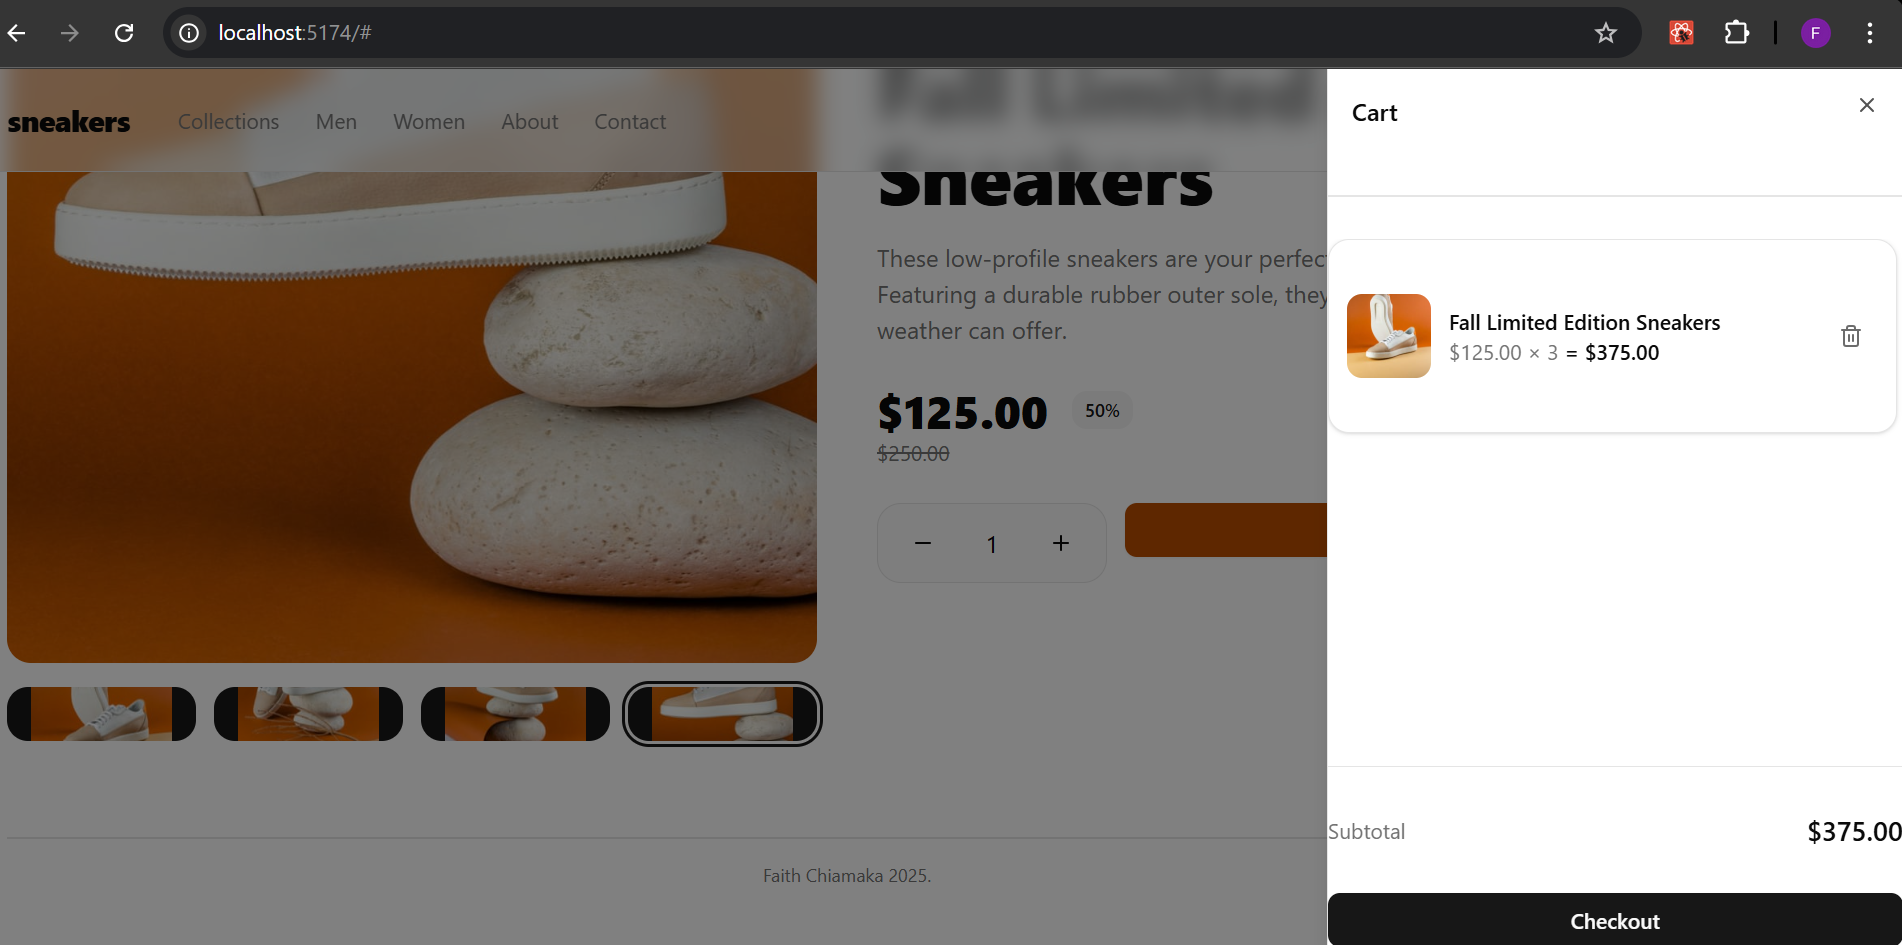 localhost:5174/#
F
sneakers
Collections
Men
Women
About
Contact
Fall Limited
Sneakers
These low-profile sneakers are your perfect
Featuring a durable rubber outer sole, they
weather can offer.
$125.00
50%
$250.00
1
Faith Chiamaka 2025.
Cart
Fall Limited Edition Sneakers
$125.00 × 3 = $375.00
Subtotal
$375.00
Checkout